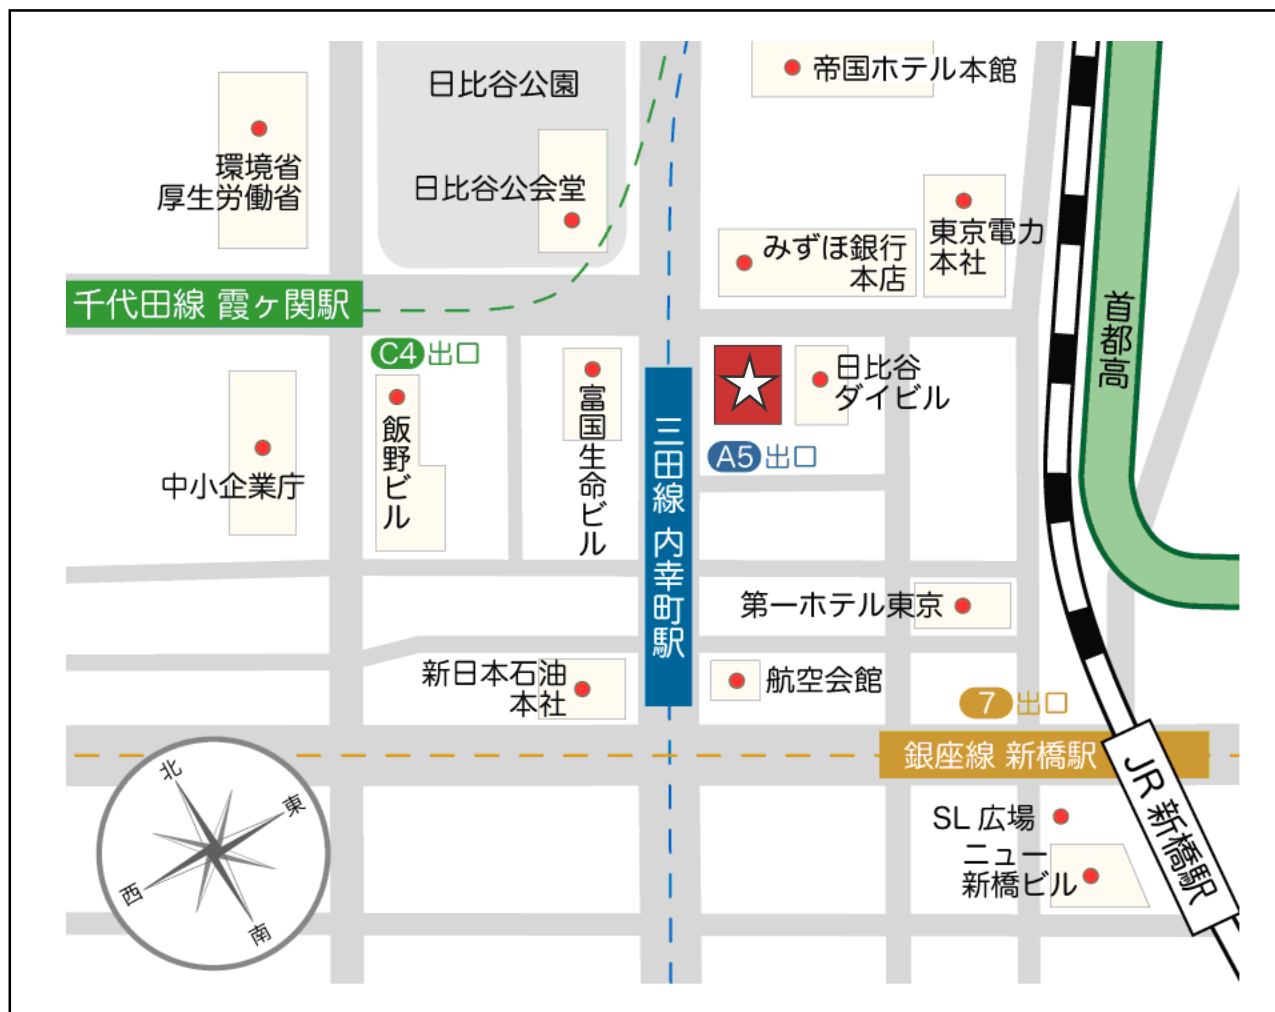 日比谷公園
帝国ホテル本館
環境省
厚生労働省
日比谷公会堂
みずほ銀行
本店
東京電力
本社
千代田線 霞ヶ関駅
首都高
C4出口
富国生命ビル
日比谷
ダイビル
飯野ビル
A5出口
三田線 内幸町駅
中小企業庁
第一ホテル東京
新日本石油
本社
航空会館
7出口
銀座線 新橋駅
JR新橋駅
北
東
西
南
SL 広場
ニュー
新橋ビル